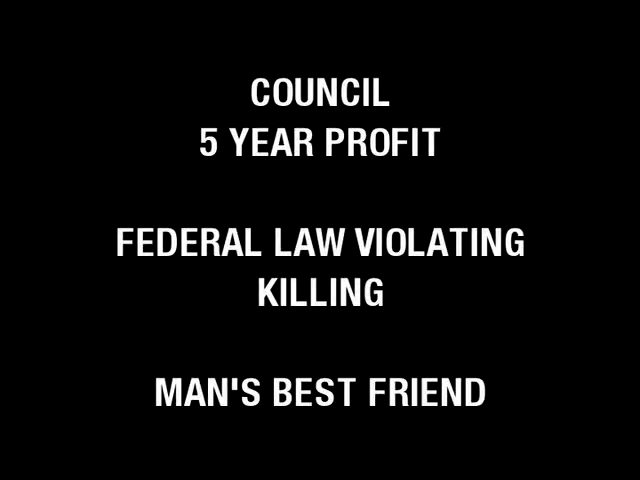 COUNCIL
5 YEAR PROFIT
FEDERAL LAW VIOLATING
KILLING
MAN'S BEST FRIEND